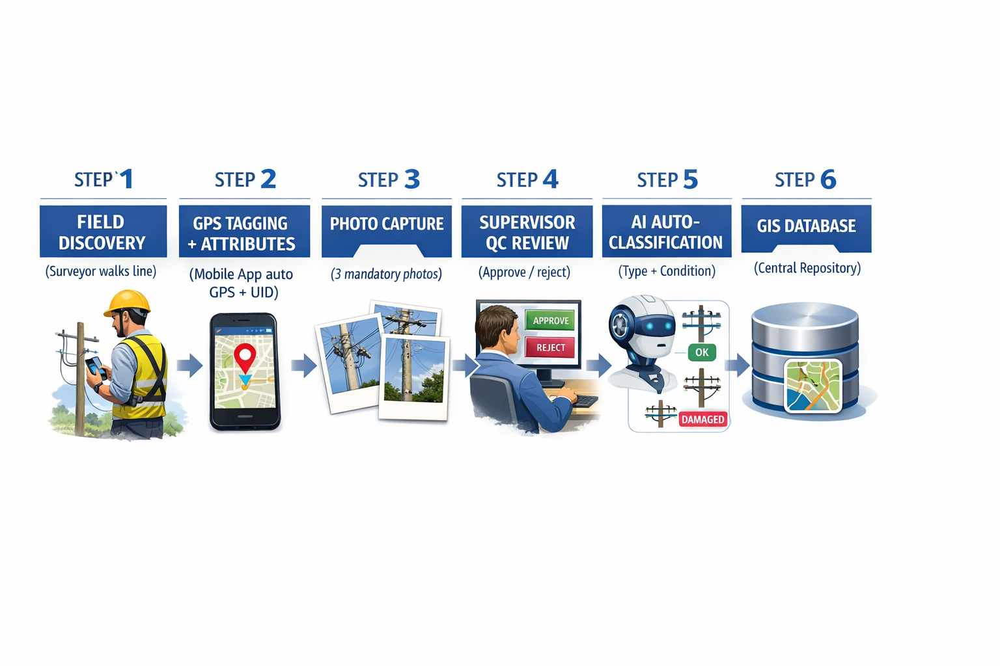 STEP 1
FIELD
DISCOVERY
(Surveyor walks line)
STEP 2
GPS TAGGING
+ ATTRIBUTES
(Mobile App auto
GPS + UID)
STEP 3
PHOTO CAPTURE
(3 mandatory photos)
STEP 4
SUPERVISOR
QC REVIEW
(Approve / reject)
APPROVE
REJECT
STEP 5
AI AUTO-
CLASSIFICATION
(Type + Condition)
OK
DAMAGED
STEP 6
GIS DATABASE
(Central Repository)